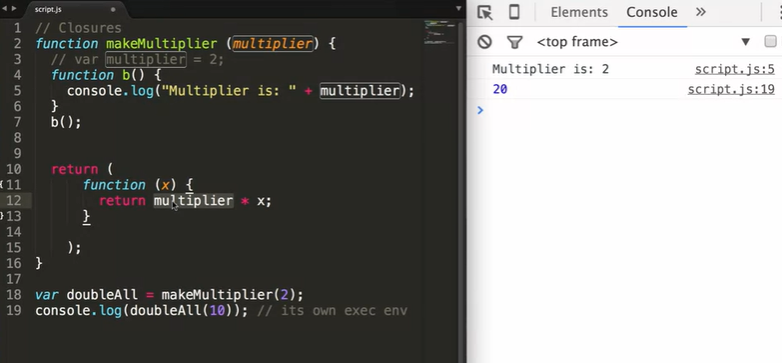 script.js
1 // Closures
2 function makeMultiplier (multiplier) {
3 // var multiplier = 2;
4 function b() {
5 console.log("Multiplier is: " + multiplier);
6 }
7 b();
8
9
10 return (
11 function (x) {
12 return multiplier * x;
13 }
14
15 );
16 }
17
18 var doubleAll = makeMultiplier(2);
19 console.log(doubleAll(10)); // its own exec env
Elements Console »
<top frame> ▼
Multiplier is: 2 script.js:5
20 script.js:19
>